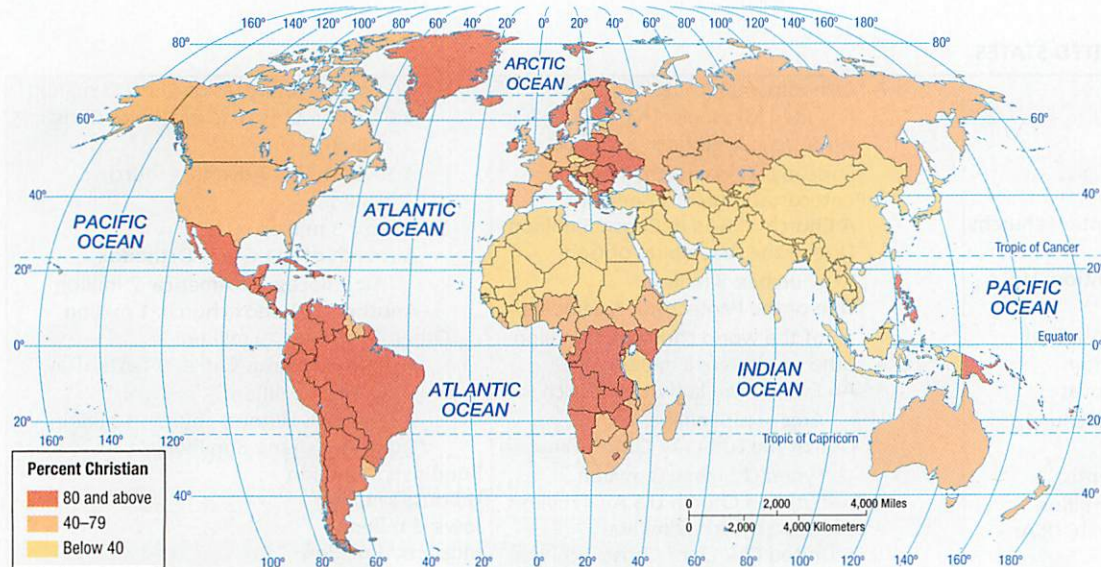 160° 140° 120° 100° 80° 60° 40° 20° 0° 20° 40° 60° 80° 100° 120° 140° 160° 180°
80° 80°
ARCTIC
OCEAN
60° 60°
40° 40°
PACIFIC
OCEAN
ATLANTIC
OCEAN
Tropic of Cancer
20° 20°
PACIFIC
OCEAN
Equator
0° 0° 0°
ATLANTIC
OCEAN
INDIAN
OCEAN
20° 20°
160° 140° 120°
Tropic of Capricorn
Percent Christian
80 and above
40–79
Below 40
40° 40°
0 2,000 4,000 Miles
0 2,000 4,000 Kilometers
100° 80° 60° 40° 20° 0° 20° 40° 60° 80° 100° 120° 140° 160° 180°